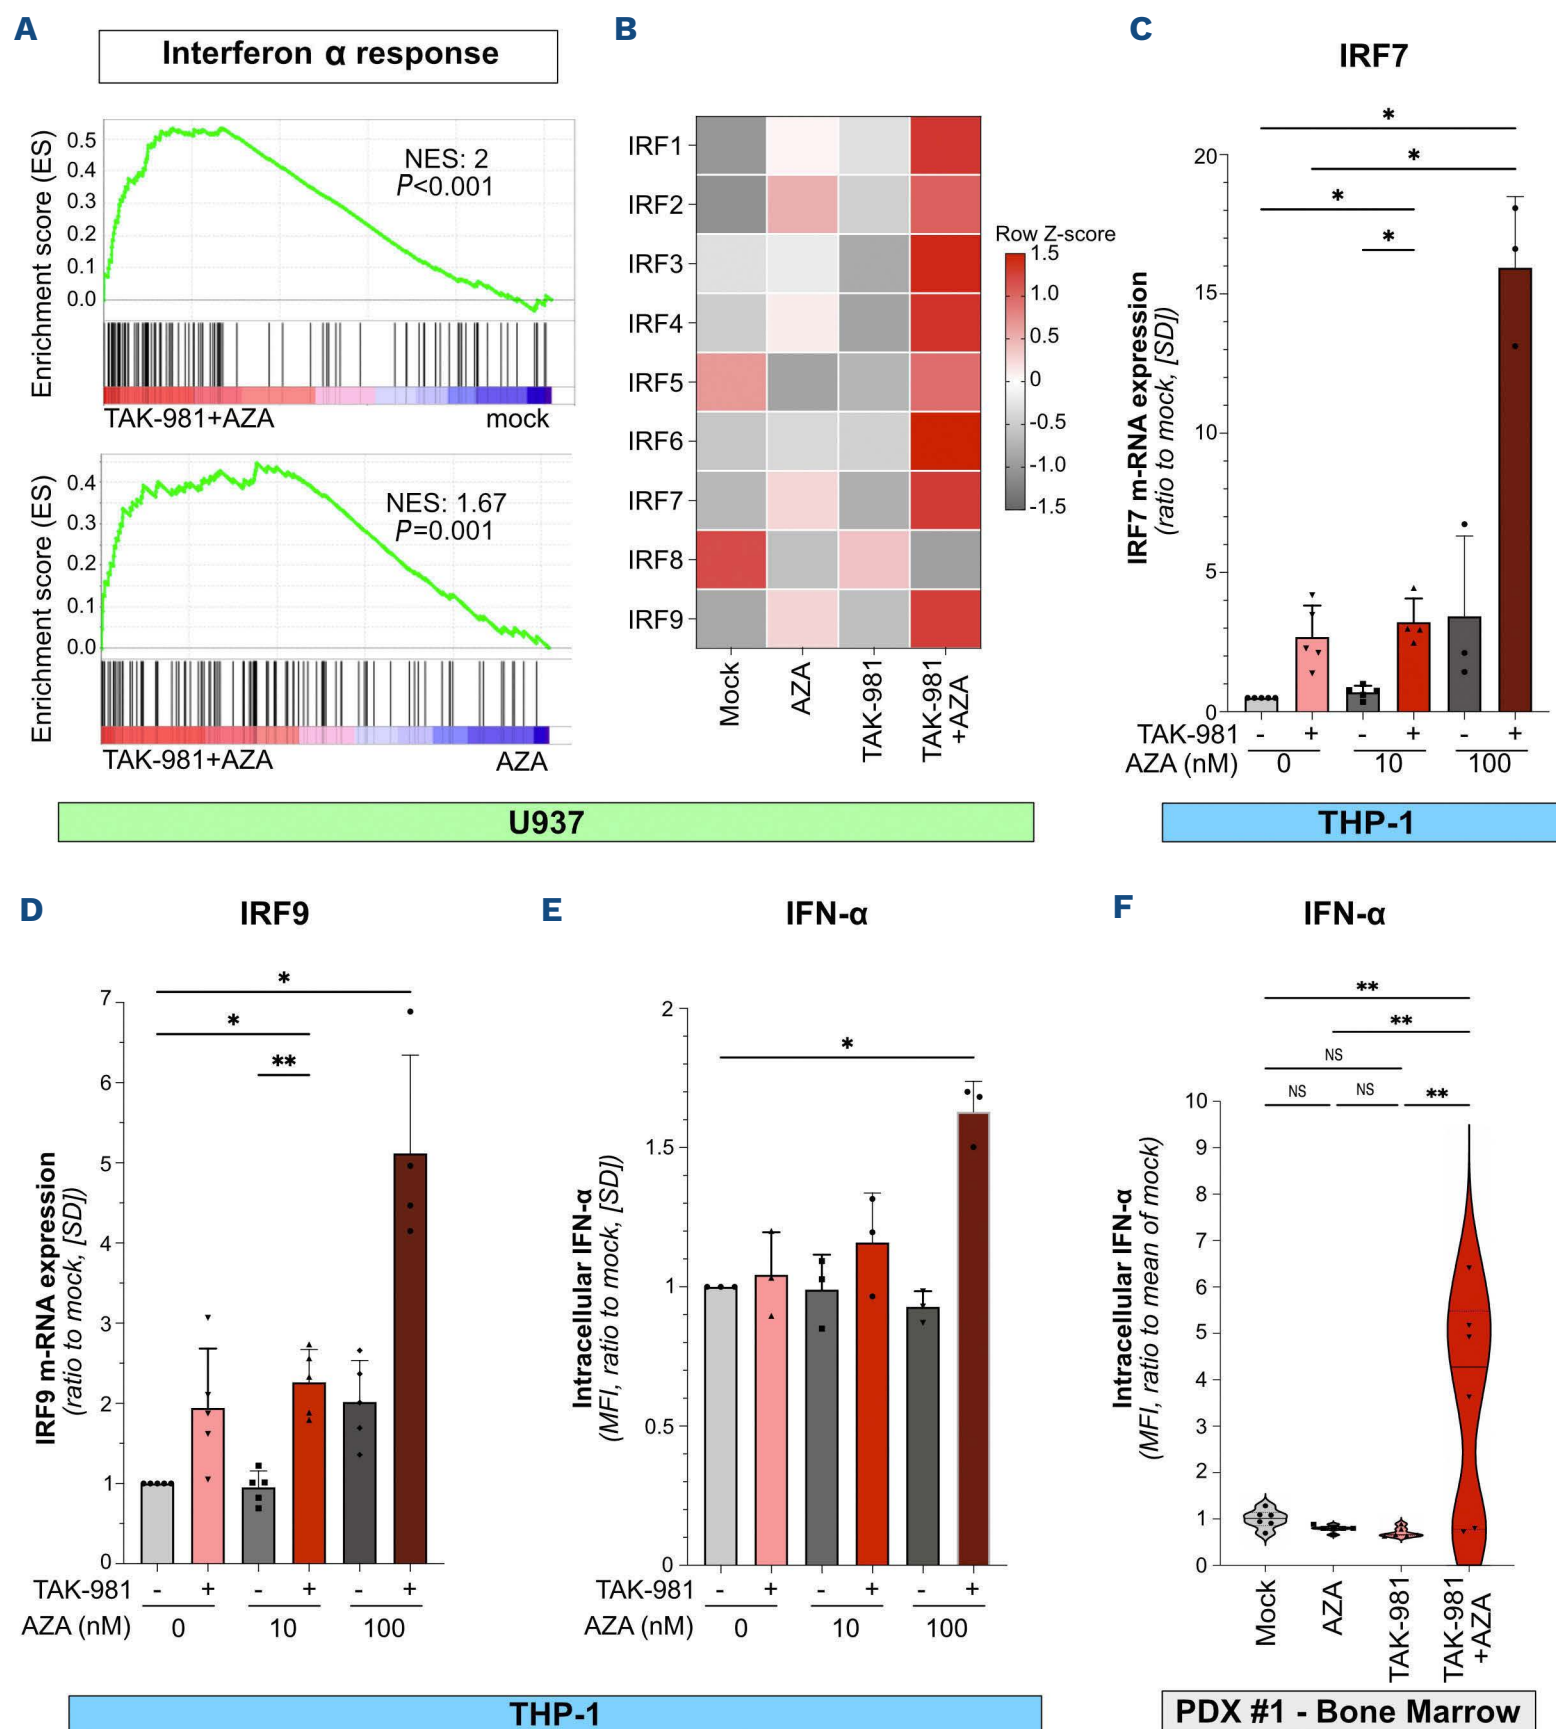 A
Interferon α response
Enrichment score (ES)
0.5
0.4
0.3
0.2
0.1
0.0
NES: 2
P<0.001
TAK-981+AZA
mock
Enrichment score (ES)
0.4
0.3
0.2
0.1
0.0
NES: 1.67
P=0.001
TAK-981+AZA
AZA
B
IRF1
IRF2
IRF3
IRF4
IRF5
IRF6
IRF7
IRF8
IRF9
Mock
AZA
TAK-981
TAK-981
+AZA
Row Z-score
1.5
1.0
0.5
0
-0.5
-1.0
-1.5
U937
C
IRF7
IRF7 m-RNA expression
(ratio to mock, [SD])
20
15
10
5
0
*
*
*
*
TAK-981
- + - + - +
AZA (nM)
0 10 100
THP-1
D
IRF9
IRF9 m-RNA expression
(ratio to mock, [SD])
7
6
5
4
3
2
1
0
*
*
**
TAK-981
- + - + - +
AZA (nM)
0 10 100
E
IFN-α
Intracellular IFN-α
(MFI, ratio to mock, [SD])
2
1.5
1
0.5
0
*
TAK-981
- + - + - +
AZA (nM)
0 10 100
THP-1
F
IFN-α
Intracellular IFN-α
(MFI, ratio to mean of mock)
10
9
8
7
6
5
4
3
2
1
0
**
**
NS
NS NS **
Mock
AZA
TAK-981
TAK-981
+AZA
PDX #1 - Bone Marrow